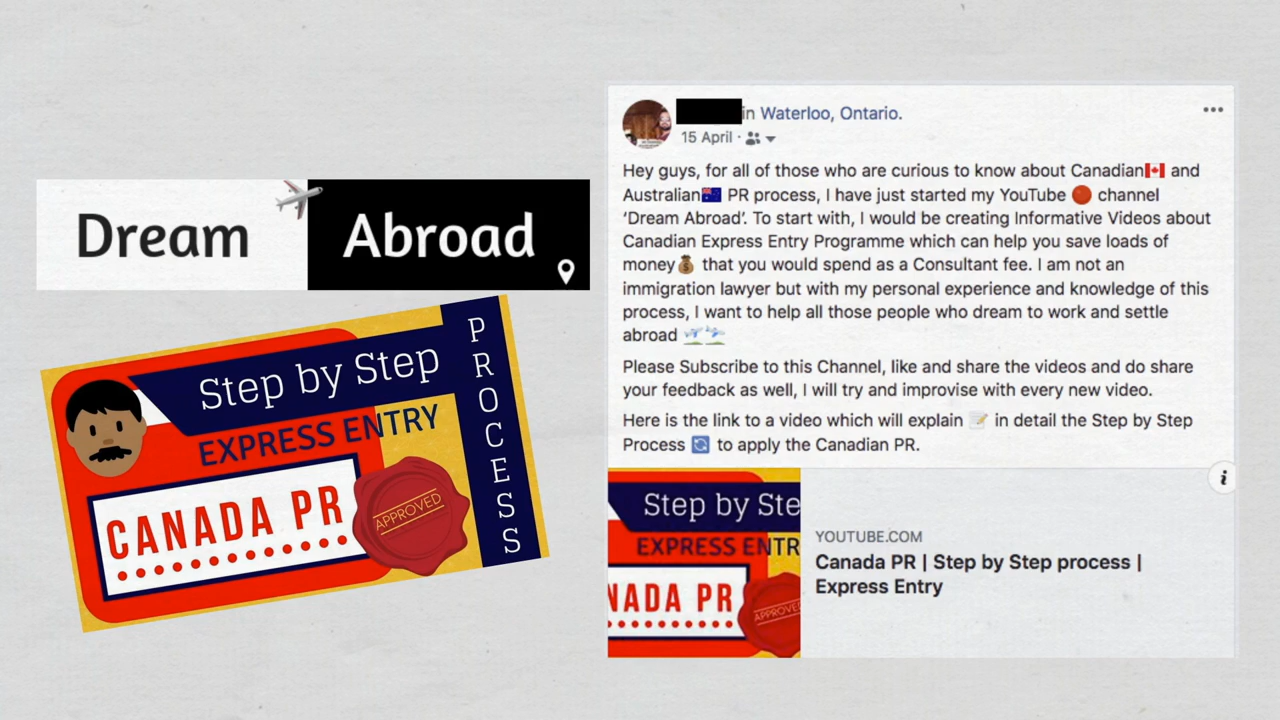 Dream Abroad
Step by Step
EXPRESS ENTRY
PROCESS
CANADA PR
APPROVED
in Waterloo, Ontario.
15 April ·
Hey guys, for all of those who are curious to know about Canadian🇨🇦 and
Australian🇦🇺 PR process, I have just started my YouTube 🔴 channel
‘Dream Abroad’. To start with, I would be creating Informative Videos about
Canadian Express Entry Programme which can help you save loads of
money💰 that you would spend as a Consultant fee. I am not an
immigration lawyer but with my personal experience and knowledge of this
process, I want to help all those people who dream to work and settle
abroad 🛫🛫
Please Subscribe to this Channel, like and share the videos and do share
your feedback as well, I will try and improvise with every new video.
Here is the link to a video which will explain 📝 in detail the Step by Step
Process 🔄 to apply the Canadian PR.
Step by Ste
EXPRESS ENTR
NADA PR
APPROVED
YOUTUBE.COM
Canada PR | Step by Step process |
Express Entry